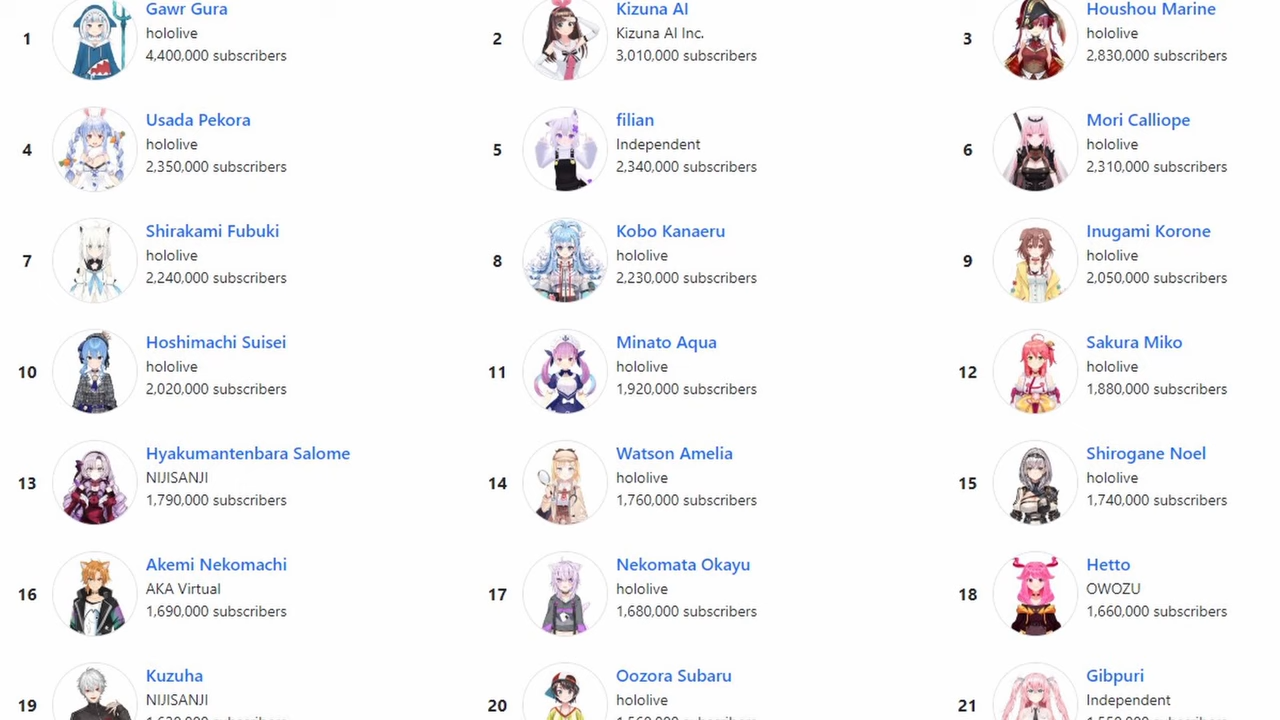 1
Gawr Gura
hololive
4,400,000 subscribers
2
Kizuna AI
Kizuna AI Inc.
3,010,000 subscribers
3
Houshou Marine
hololive
2,830,000 subscribers
4
Usada Pekora
hololive
2,350,000 subscribers
5
filian
Independent
2,340,000 subscribers
6
Mori Calliope
hololive
2,310,000 subscribers
7
Shirakami Fubuki
hololive
2,240,000 subscribers
8
Kobo Kanaeru
hololive
2,230,000 subscribers
9
Inugami Korone
hololive
2,050,000 subscribers
10
Hoshimachi Suisei
hololive
2,020,000 subscribers
11
Minato Aqua
hololive
1,920,000 subscribers
12
Sakura Miko
hololive
1,880,000 subscribers
13
Hyakumantenbara Salome
NIJISANJI
1,790,000 subscribers
14
Watson Amelia
hololive
1,760,000 subscribers
15
Shirogane Noel
hololive
1,740,000 subscribers
16
Akemi Nekomachi
AKA Virtual
1,690,000 subscribers
17
Nekomata Okayu
hololive
1,680,000 subscribers
18
Hetto
OWOZU
1,660,000 subscribers
19
Kuzuha
NIJISANJI
20
Oozora Subaru
hololive
21
Gibpuri
Independent